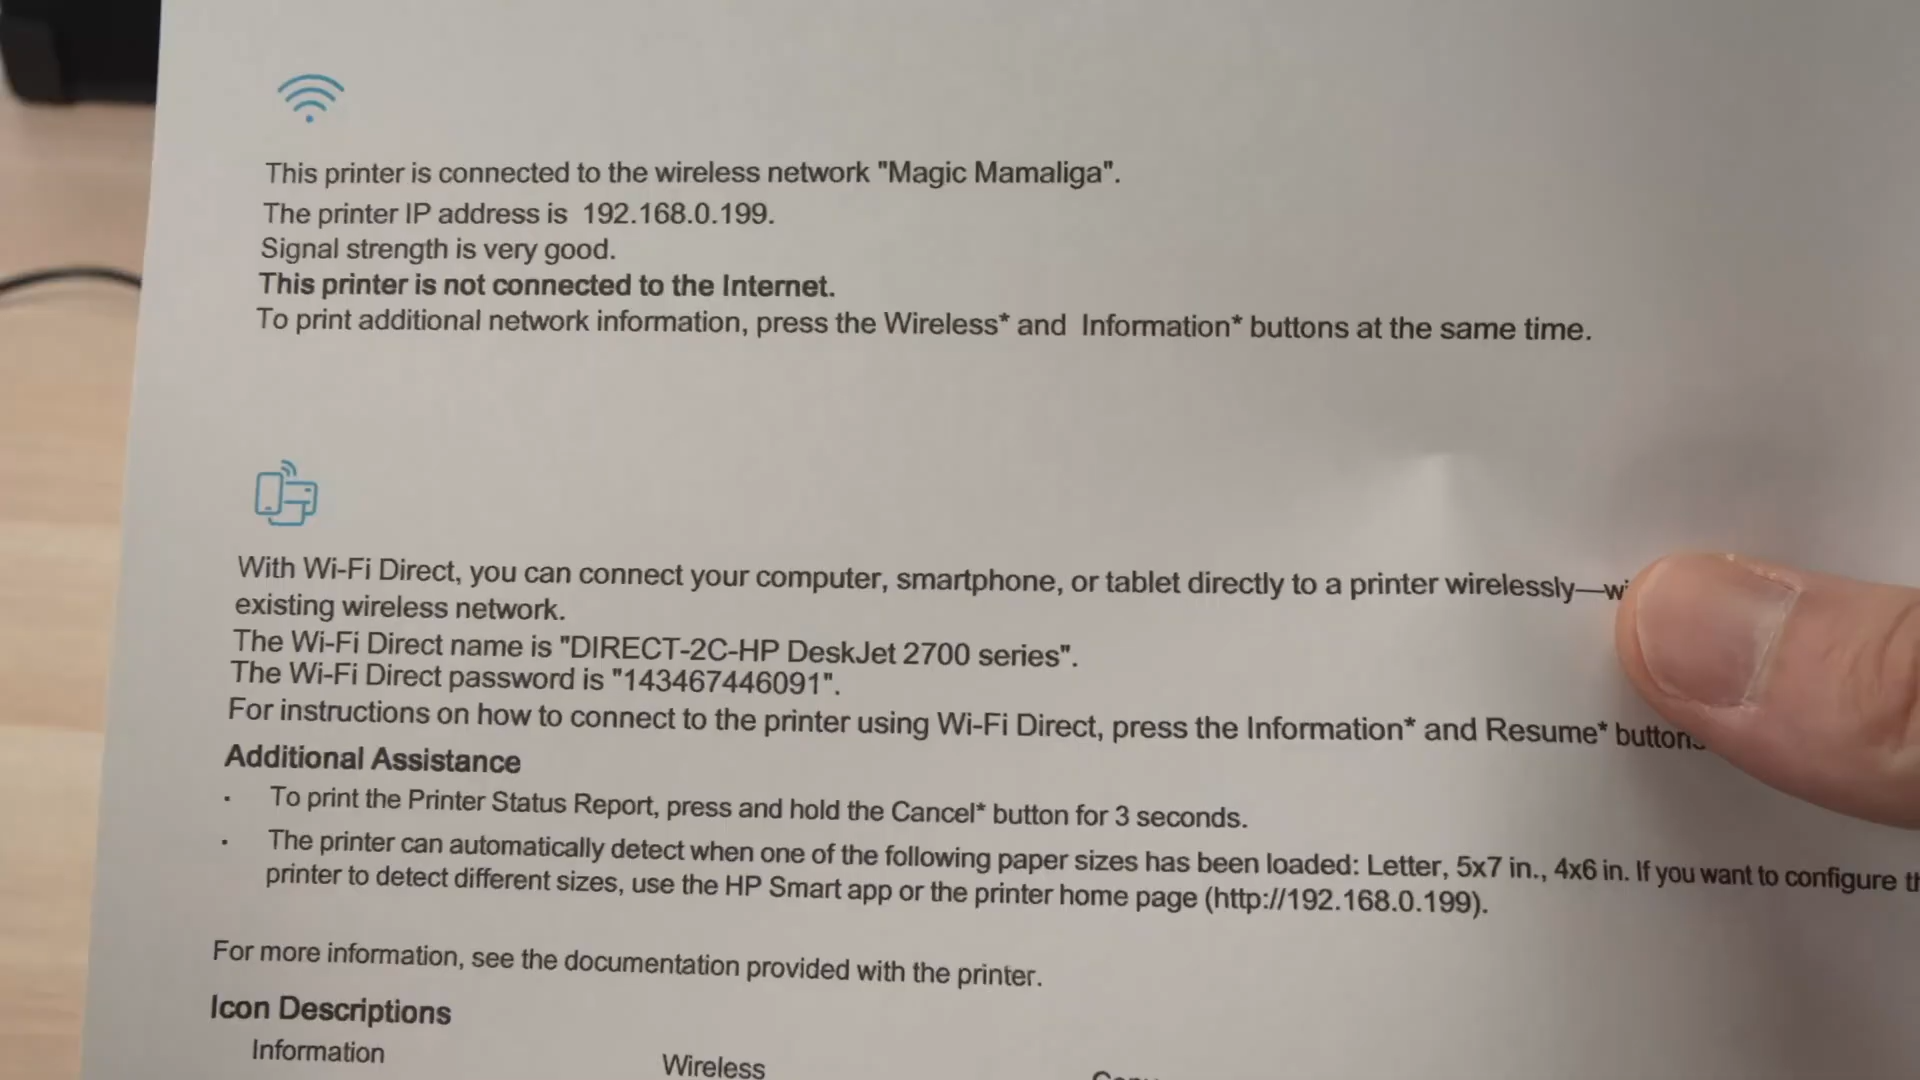 This printer is connected to the wireless network "Magic Mamaliga".
The printer IP address is 192.168.0.199.
Signal strength is very good.
This printer is not connected to the Internet.
To print additional network information, press the Wireless* and Information* buttons at the same time.
With Wi-Fi Direct, you can connect your computer, smartphone, or tablet directly to a printer wirelessly—
existing wireless network.
The Wi-Fi Direct name is "DIRECT-2C-HP DeskJet 2700 series".
The Wi-Fi Direct password is "143467446091".
For instructions on how to connect to the printer using Wi-Fi Direct, press the Information* and Resume* buttons
Additional Assistance
· To print the Printer Status Report, press and hold the Cancel* button for 3 seconds.
· The printer can automatically detect when one of the following paper sizes has been loaded: Letter, 5x7 in., 4x6 in. If you want to configure
printer to detect different sizes, use the HP Smart app or the printer home page (http://192.168.0.199).
For more information, see the documentation provided with the printer.
Icon Descriptions
Information
Wireless